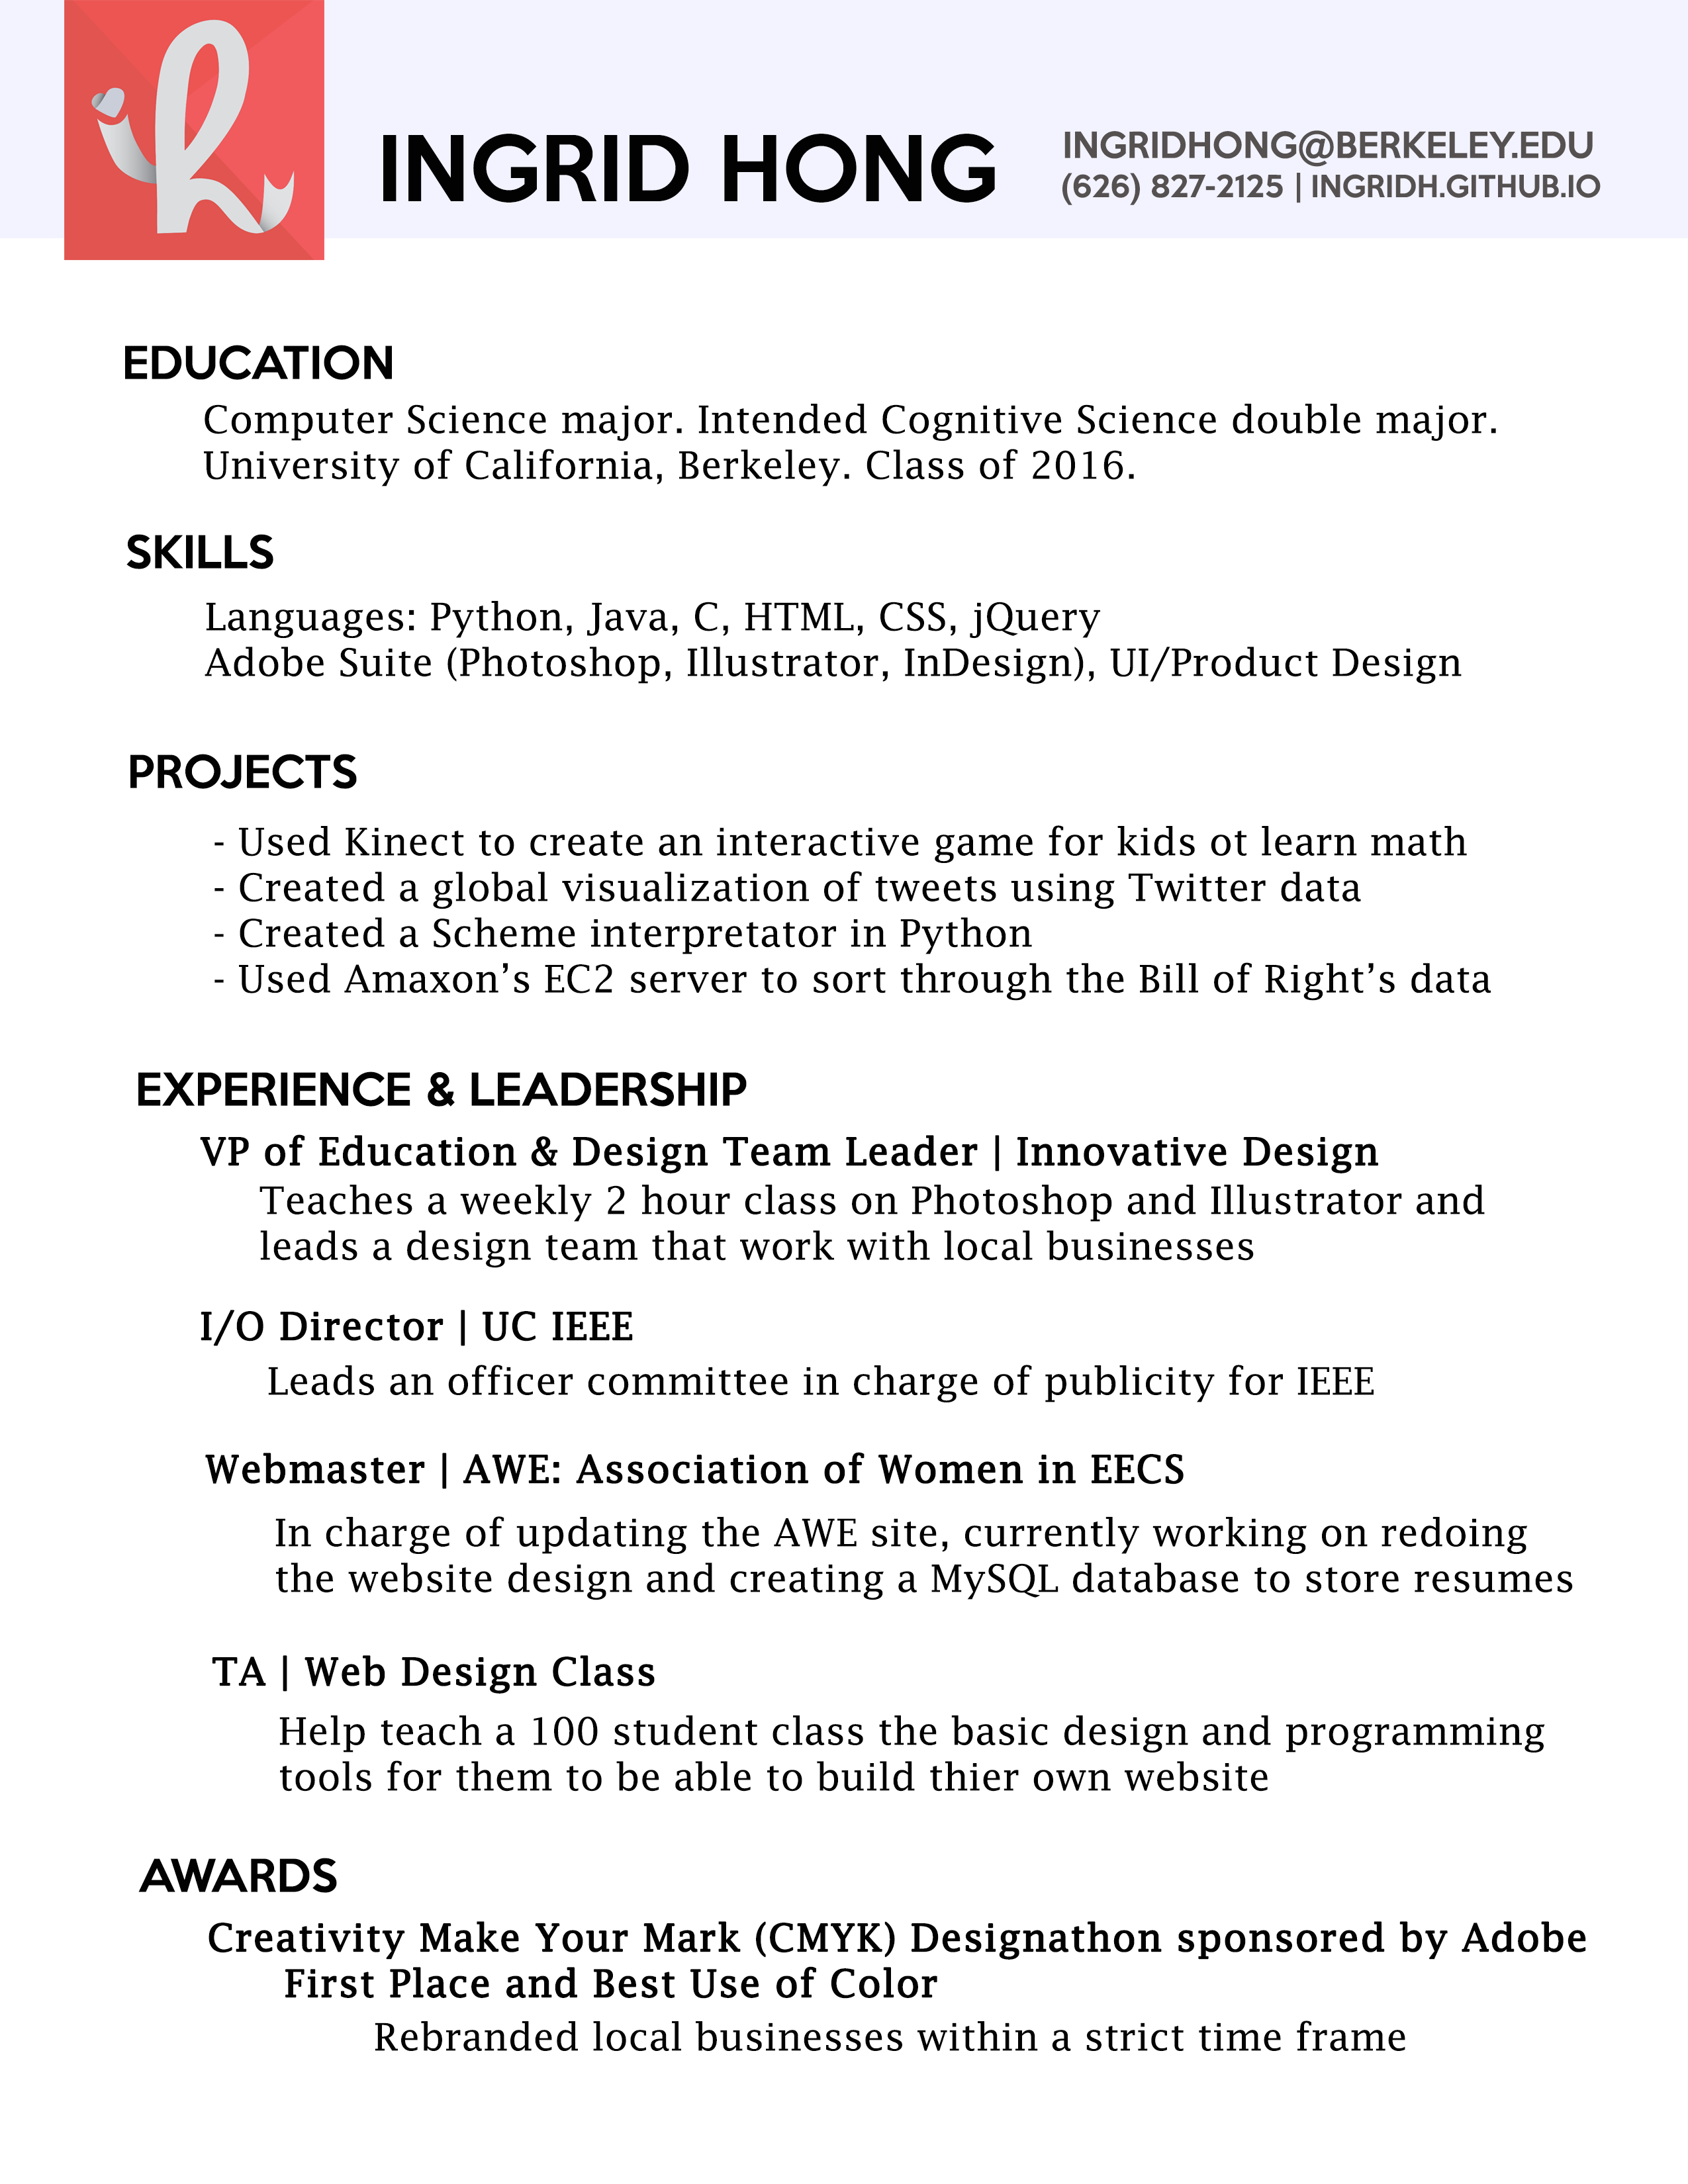 ih
INGRID HONG
INGRIDHONG@BERKELEY.EDU
(626) 827-2125 | INGRIDH.GITHUB.IO
EDUCATION
Computer Science major. Intended Cognitive Science double major.
University of California, Berkeley. Class of 2016.
SKILLS
Languages: Python, Java, C, HTML, CSS, jQuery
Adobe Suite (Photoshop, Illustrator, InDesign), UI/Product Design
PROJECTS
- Used Kinect to create an interactive game for kids ot learn math
- Created a global visualization of tweets using Twitter data
- Created a Scheme interpretator in Python
- Used Amaxon’s EC2 server to sort through the Bill of Right’s data
EXPERIENCE & LEADERSHIP
VP of Education & Design Team Leader | Innovative Design
Teaches a weekly 2 hour class on Photoshop and Illustrator and
leads a design team that work with local businesses
I/O Director | UC IEEE
Leads an officer committee in charge of publicity for IEEE
Webmaster | AWE: Association of Women in EECS
In charge of updating the AWE site, currently working on redoing
the website design and creating a MySQL database to store resumes
TA | Web Design Class
Help teach a 100 student class the basic design and programming
tools for them to be able to build thier own website
AWARDS
Creativity Make Your Mark (CMYK) Designathon sponsored by Adobe
First Place and Best Use of Color
Rebranded local businesses within a strict time frame